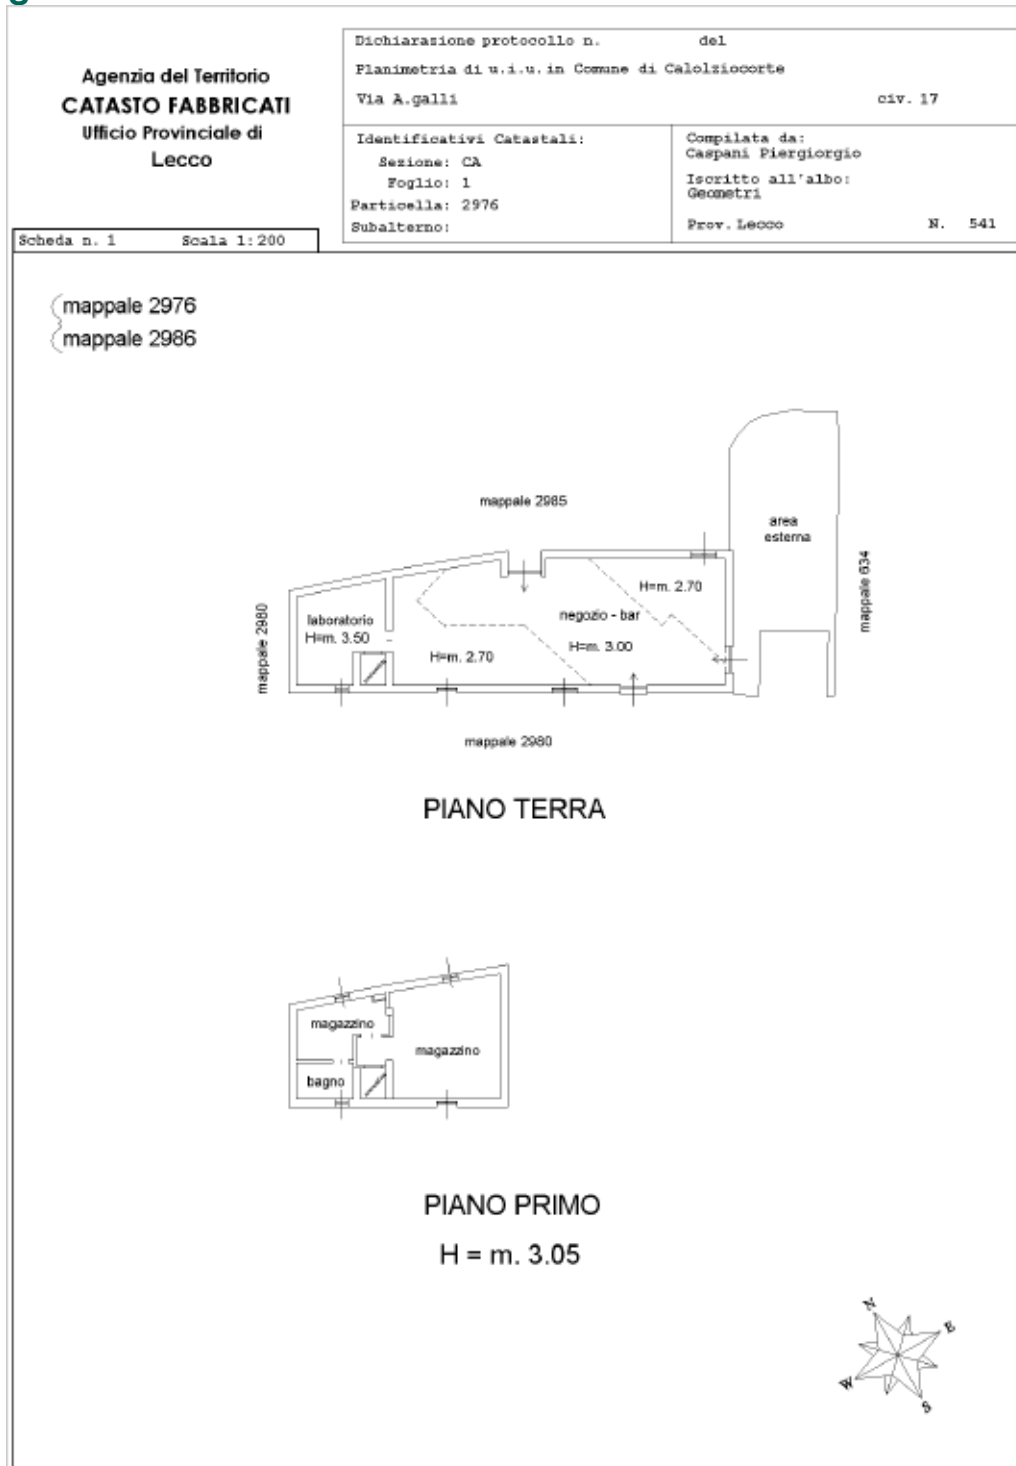 Agenzia del Territorio
CATASTO FABBRICATI
Ufficio Provinciale di
Lecco
Dichiarazione protocollo n. del
Planimetria di u.i.u. in Comune di Calolziocorte
Via A.galli civ. 17
Identificativi Catastali:
Sezione: CA
Foglio: 1
Particella: 2976
Subalterno:
Compilata da:
Caspani Piergiorgio
Iscritto all'albo:
Geometri
Prov. Lecco N. 541
Scheda n. 1 Scala 1:200
mappale 2976
mappale 2986
mappale 2985
area
esterna
mappale 634
H=m. 2.70
negozio - bar
laboratorio
H=m. 3.50
H=m. 3.00
H=m. 2.70
mappale 2980
mappale 2980
PIANO TERRA
magazzino
magazzino
bagno
PIANO PRIMO
H = m. 3.05
N
E
W
S